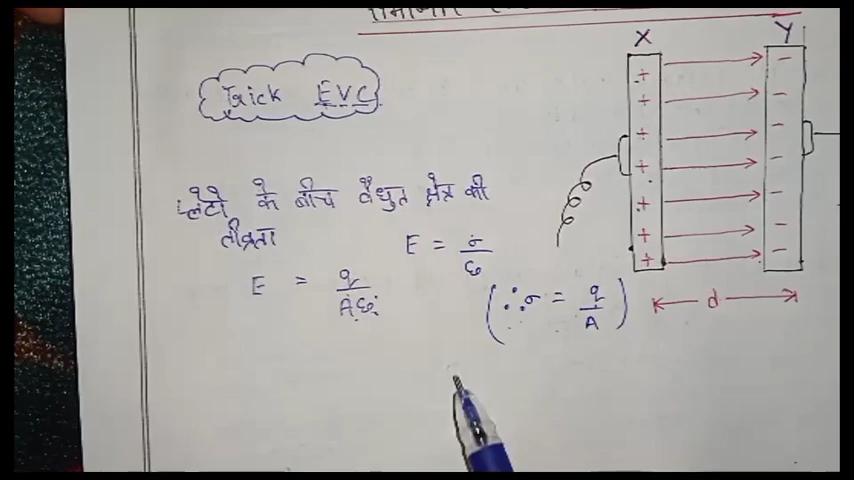 X Y
Trick EVC
प्लेटो के बीच वैधुत क्षेत्र की
तीव्रता
E = σ/ε₀
E = q/Aε₀
(∵ σ = q/A)
d